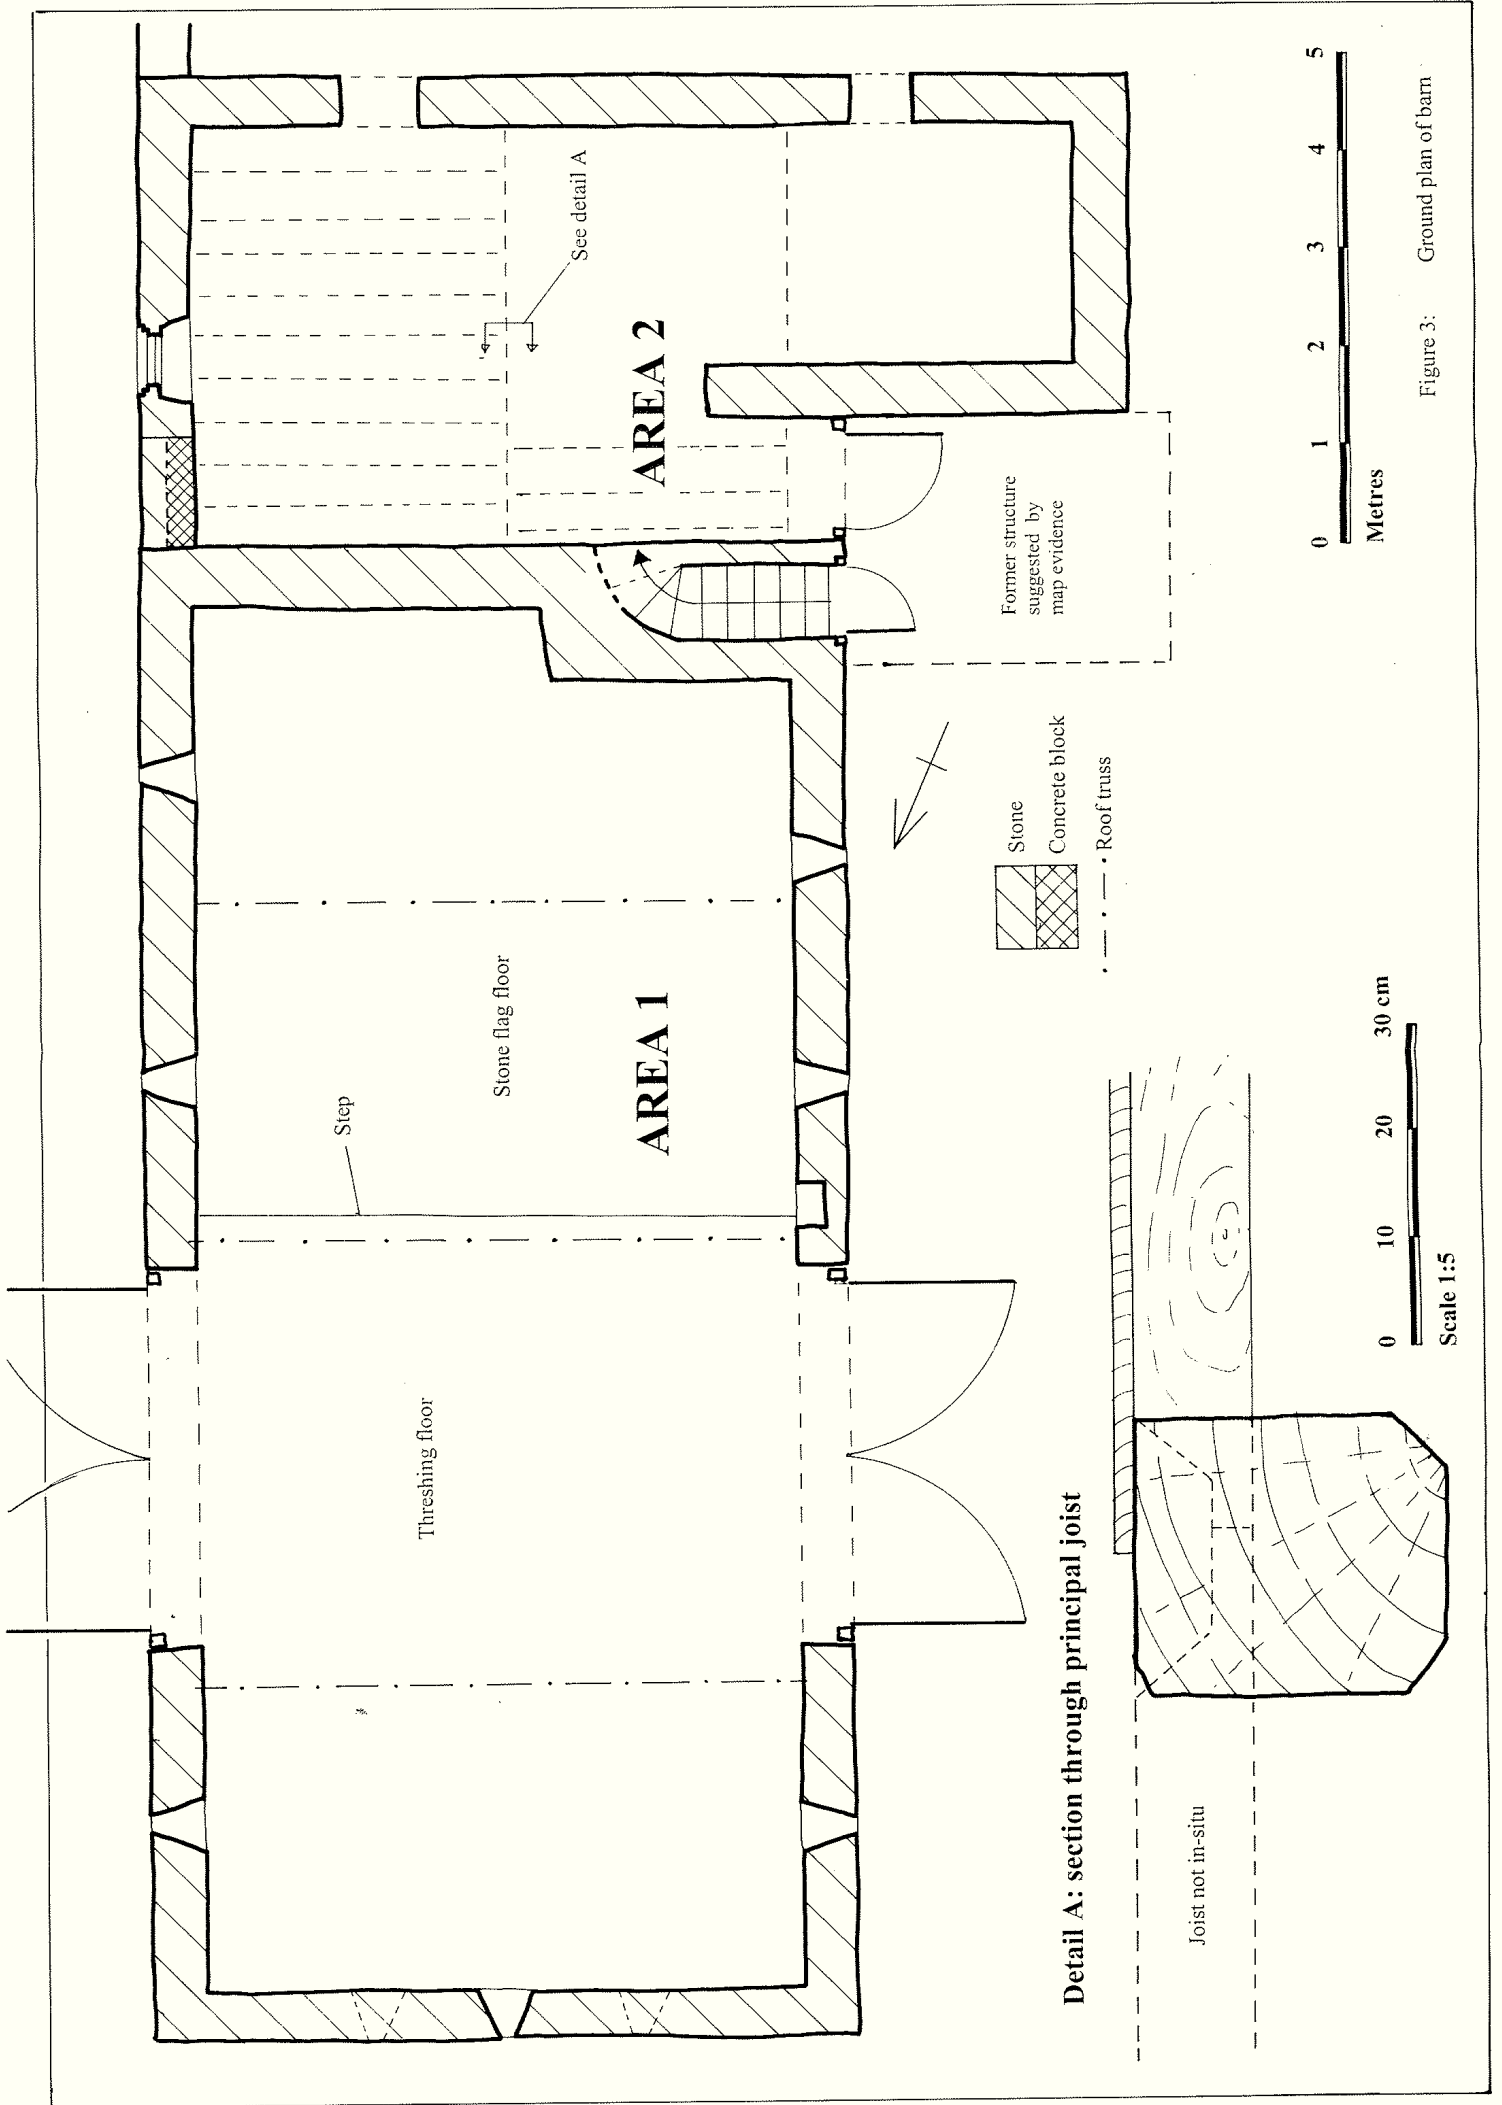 Threshing floor
Step
Stone flag floor
AREA 1
See detail A
AREA 2
Former structure
suggested by
map evidence
Stone
Concrete block
Roof truss
Detail A: section through principal joist
Joist not in-situ
0 10 20 30 cm
Scale 1:5
0 1 2 3 4 5
Metres
Figure 3: Ground plan of barn